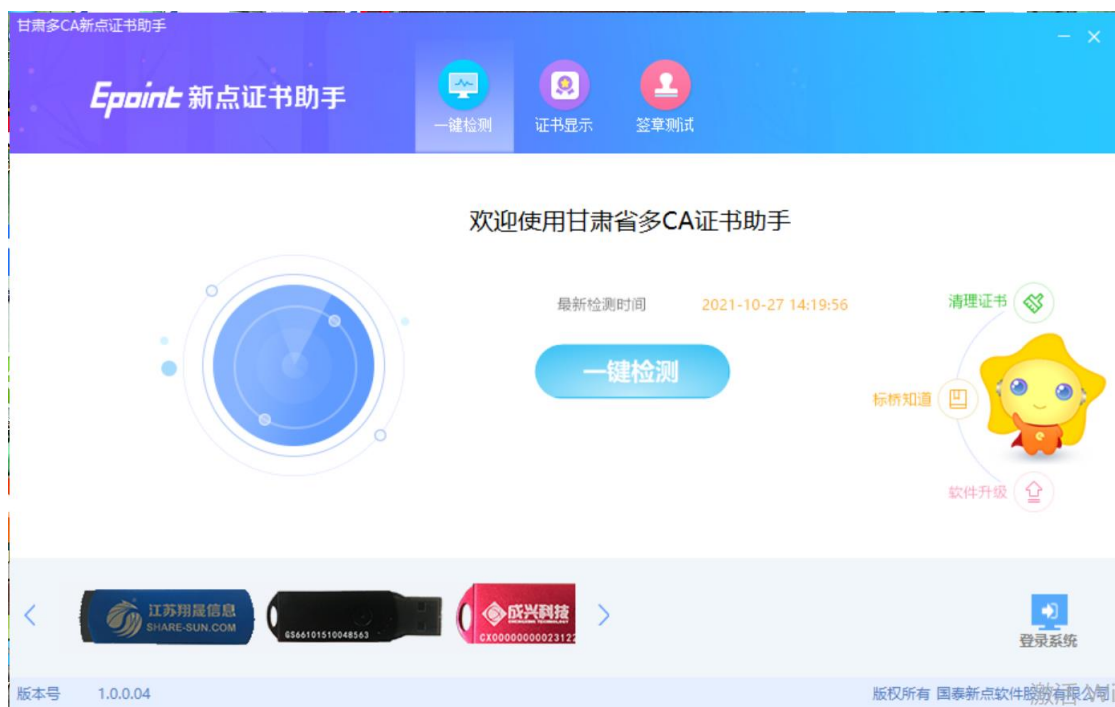 甘肃多CA新点证书助手
Epoint 新点证书助手
一键检测
证书显示
签章测试
欢迎使用甘肃省多CA证书助手
最新检测时间 2021-10-27 14:19:56
一键检测
清理证书
标桥知道
软件升级
江苏翔晟信息
SHARE-SUN.COM
GS66101510048563
成兴科技
CX00000000023122
登录系统
版本号 1.0.0.04
版权所有 国泰新点软件股份有限公司
激活 Wi